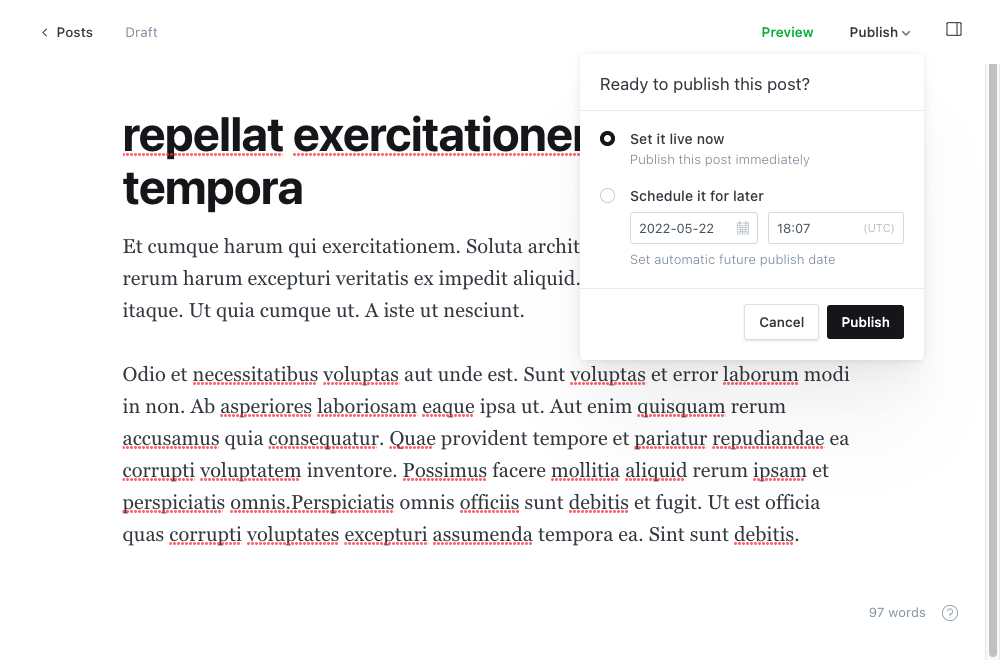 Posts
Draft
Preview
Publish
Ready to publish this post?
Set it live now
Publish this post immediately
Schedule it for later
2022-05-22
18:07
(UTC)
Set automatic future publish date
Cancel
Publish
repellat
tempora
Et cumque harum qui exercitationem. Soluta
rerum harum excepturi veritatis ex impedit aliquid.
itaque. Ut quia cumque ut. A iste ut nesciunt.
Odio et necessitatibus voluptas aut unde est. Sunt voluptas et error laborum modi
in non. Ab asperiores laboriosam eaque ipsa ut. Aut enim quisquam rerum
accusamus quia consequatur. Quae provident tempore et pariatur repudiandae ea
corrupti voluptatem inventore. Possimus facere mollitia aliquid rerum ipsam et
perspiciatis omnis.Perspiciatis omnis officiis sunt debitis et fugit. Ut est officia
quas corrupti voluptates excepturi assumenda tempora ea. Sint sunt debitis.
97 words
?